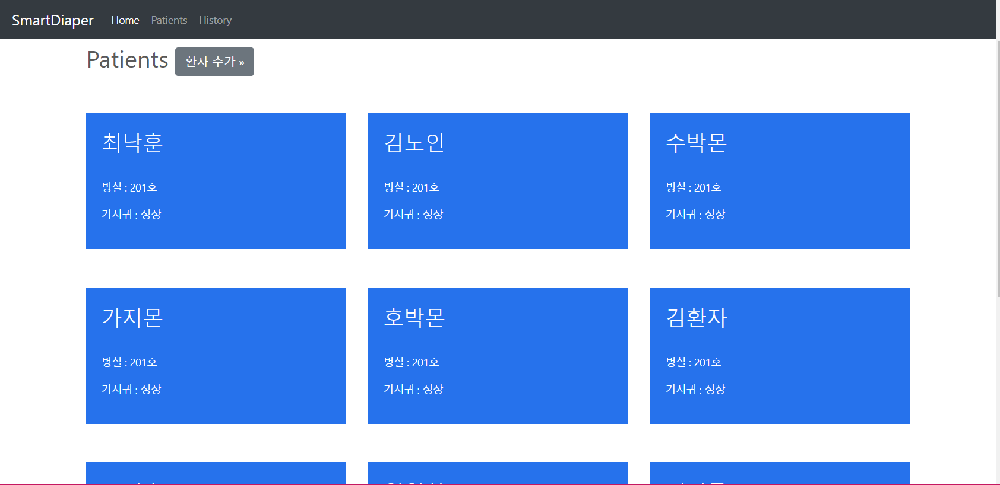 SmartDiaper Home Patients History
Patients 환자 추가 »
최낙훈
병실 : 201호
기저귀 : 정상
김노인
병실 : 201호
기저귀 : 정상
수박몬
병실 : 201호
기저귀 : 정상
가지몬
병실 : 201호
기저귀 : 정상
호박몬
병실 : 201호
기저귀 : 정상
김환자
병실 : 201호
기저귀 : 정상